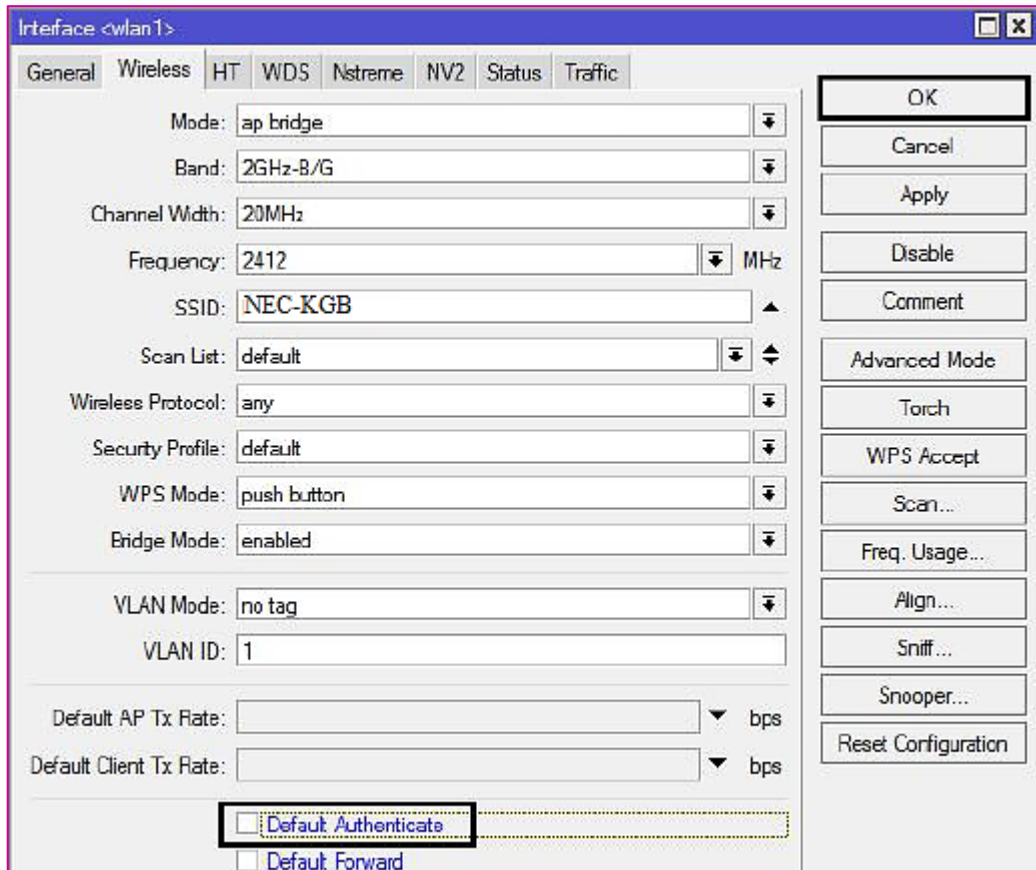 Interface <wlan1>
General Wireless HT WDS Nstreme NV2 Status Traffic
Mode: ap bridge
Band: 2GHz-B/G
Channel Width: 20MHz
Frequency: 2412 MHz
SSID: NEC-KGB
Scan List: default
Wireless Protocol: any
Security Profile: default
WPS Mode: push button
Bridge Mode: enabled
VLAN Mode: no tag
VLAN ID: 1
Default AP Tx Rate: bps
Default Client Tx Rate: bps
Default Authenticate
Default Forward
OK
Cancel
Apply
Disable
Comment
Advanced Mode
Torch
WPS Accept
Scan...
Freq. Usage...
Align...
Sniff...
Snooper...
Reset Configuration